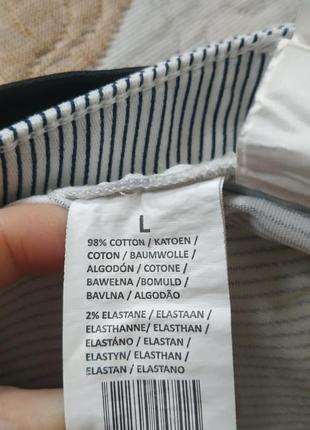 L
98% COTTON / KATOEN /
COTON / BAUMWOLLE /
ALGODÓN / COTONE /
BAWEŁNA /BOMULD /
BAVLNA / ALGODÃO
2% ELASTANE / ELASTAAN /
ELASTHANNE/ ELASTHAN /
ELASTÁNO / ELASTAN /
ELASTYN/ ELASTHAN /
ELASTAN / ELASTANO